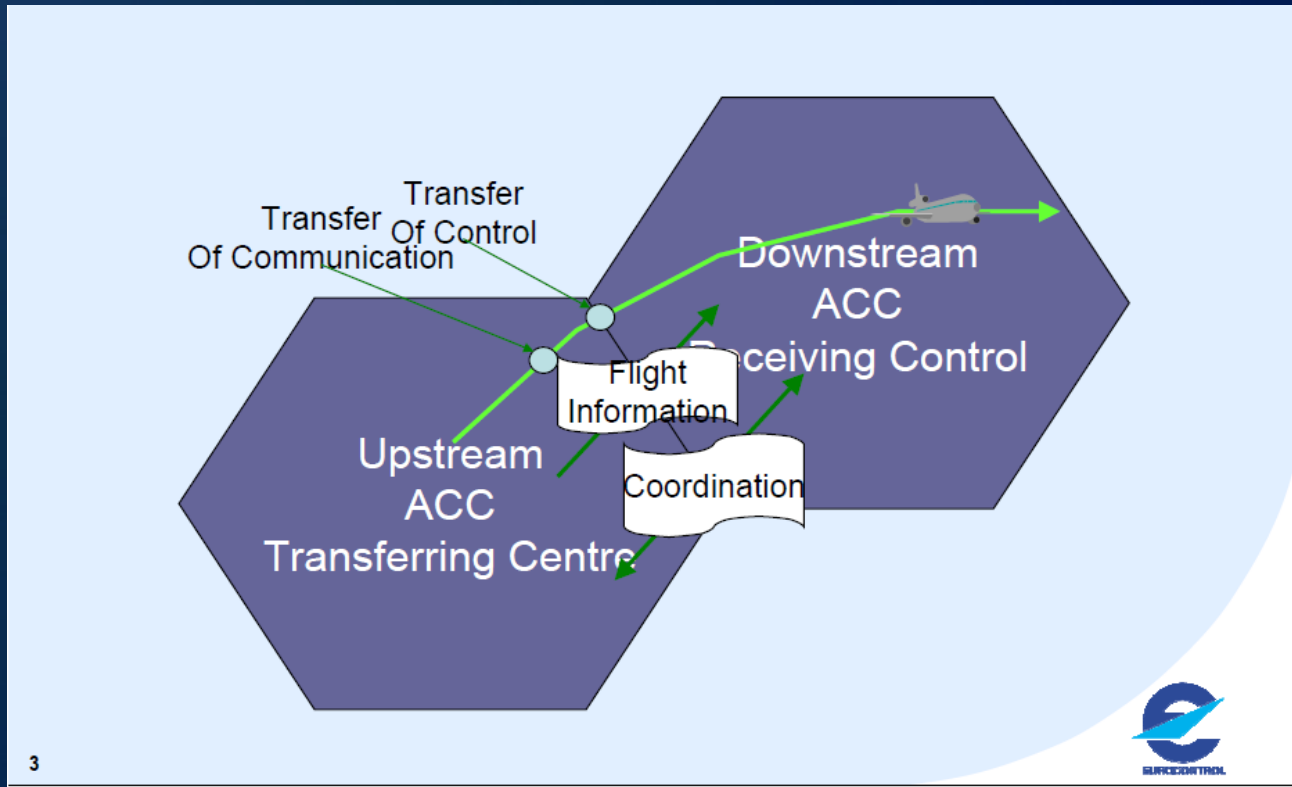 Transfer
Of Control
Transfer
Of Communication
Downstream
ACC
Receiving Control
Flight
Information
Coordination
Upstream
ACC
Transferring Centre
3
EUROCONTROL